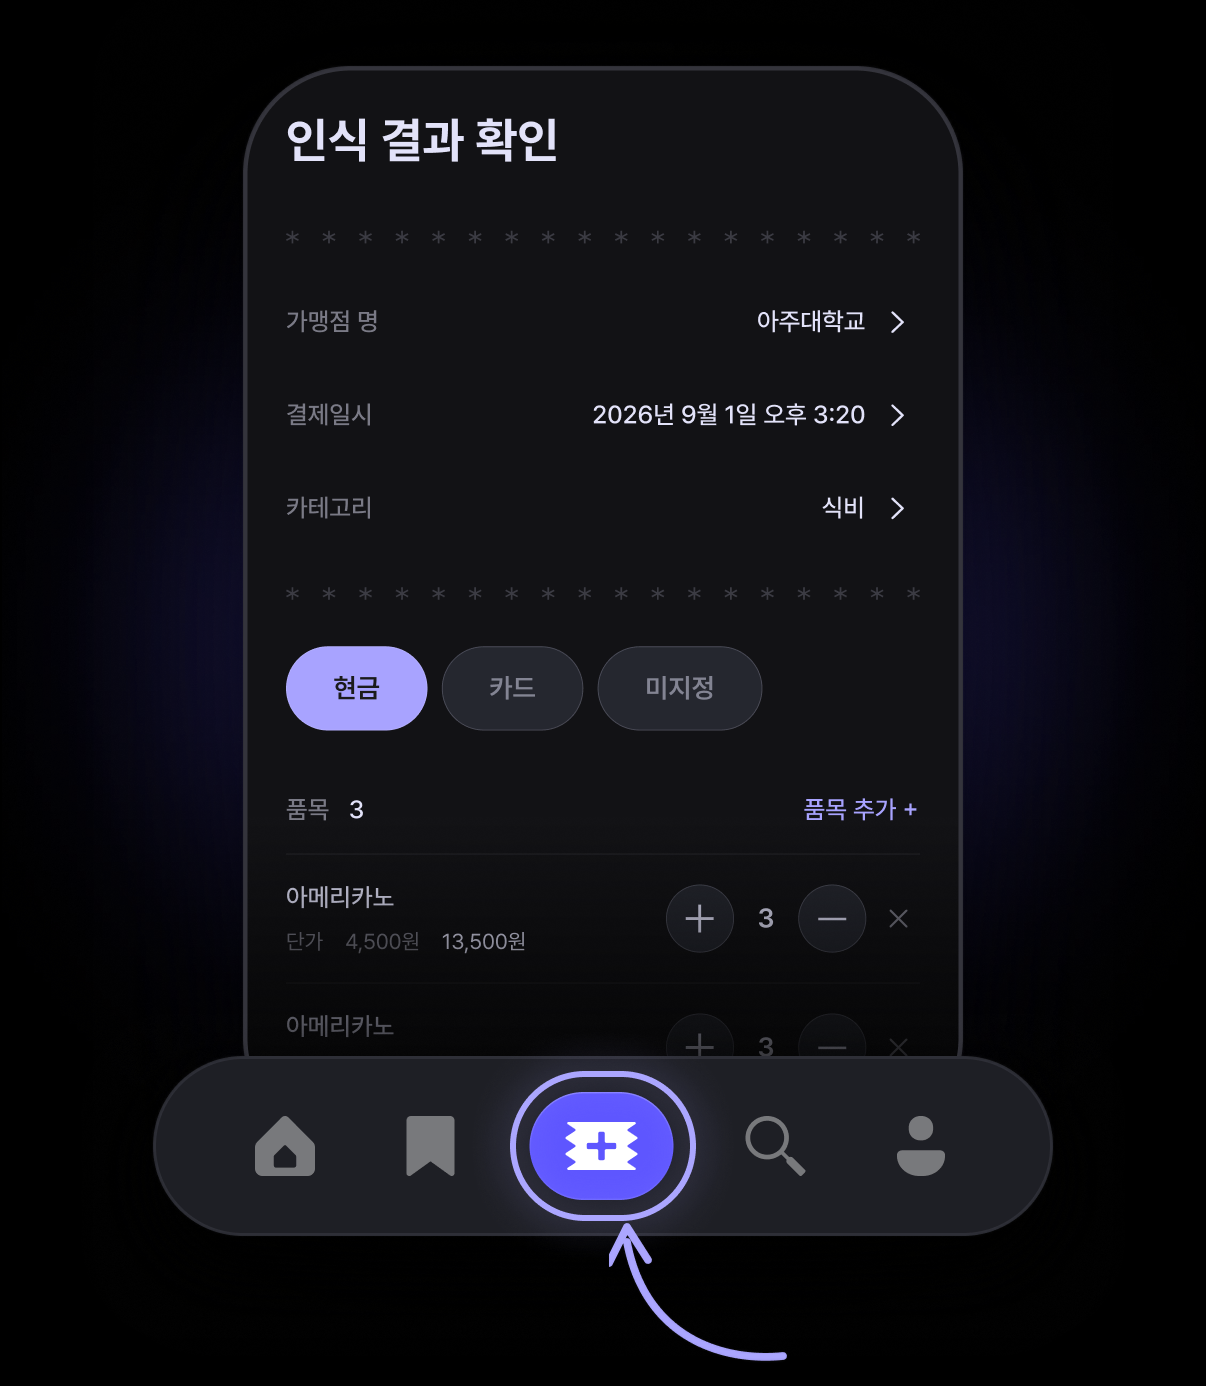 인식 결과 확인
* * * * * * * * * * * * * * * * * *
가맹점 명 아주대학교
결제일시 2026년 9월 1일 오후 3:20
카테고리 식비
* * * * * * * * * * * * * * * * * *
현금 카드 미지정
품목 3 품목 추가 +
아메리카노 3
단가 4,500원 13,500원
아메리카노 3